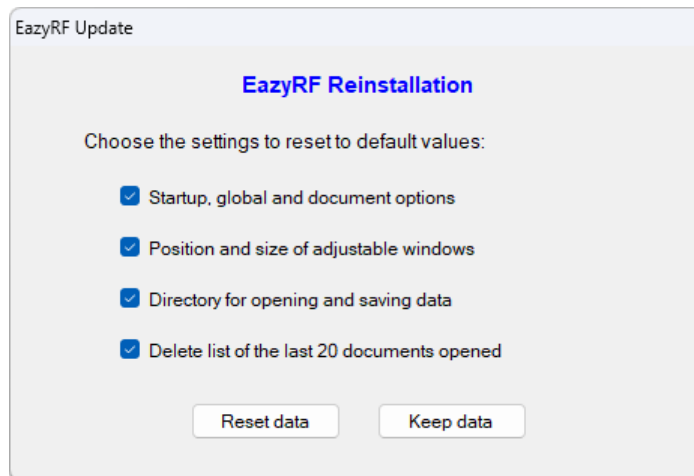 EazyRF Update
EazyRF Reinstallation
Choose the settings to reset to default values:
Startup, global and document options
Position and size of adjustable windows
Directory for opening and saving data
Delete list of the last 20 documents opened
Reset data Keep data